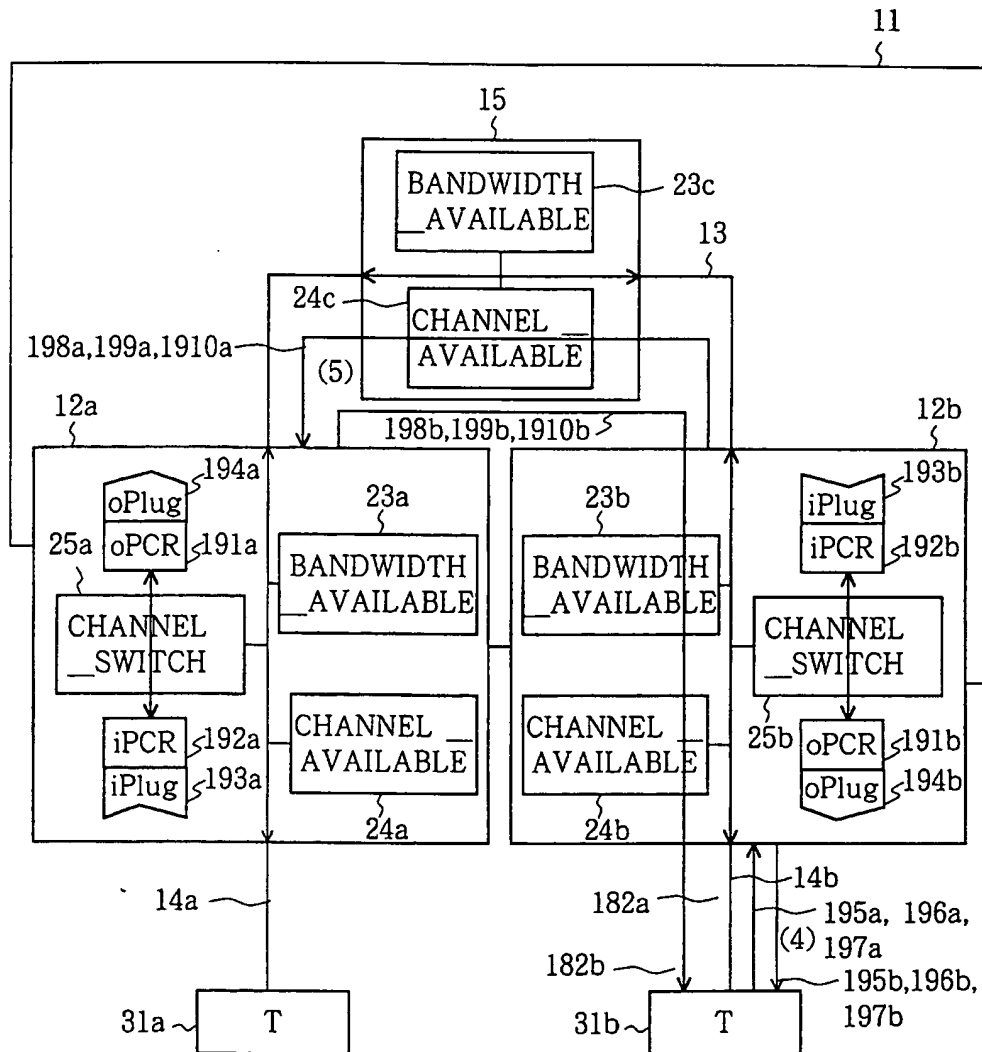 11
15
BANDWIDTH
_AVAILABLE
23c
13
24c
CHANNEL _
AVAILABLE
198a,199a,1910a
(5)
12a
198b,199b,1910b
12b
194a
oPlug
oPCR
191a
25a
23a
BANDWIDTH
_AVAILABLE
CHANNEL
_SWITCH
iPCR
192a
iPlug
193a
CHANNEL _
AVAILABLE
24a
23b
BANDWIDTH
_AVAILABLE
193b
iPlug
iPCR
192b
CHANNEL
_SWITCH
25b
CHANNEL _
AVAILABLE
24b
oPCR
191b
oPlug
194b
14a
182a
14b
195a, 196a,
197a
(4)
182b
195b,196b,
197b
31a
T
31b
T